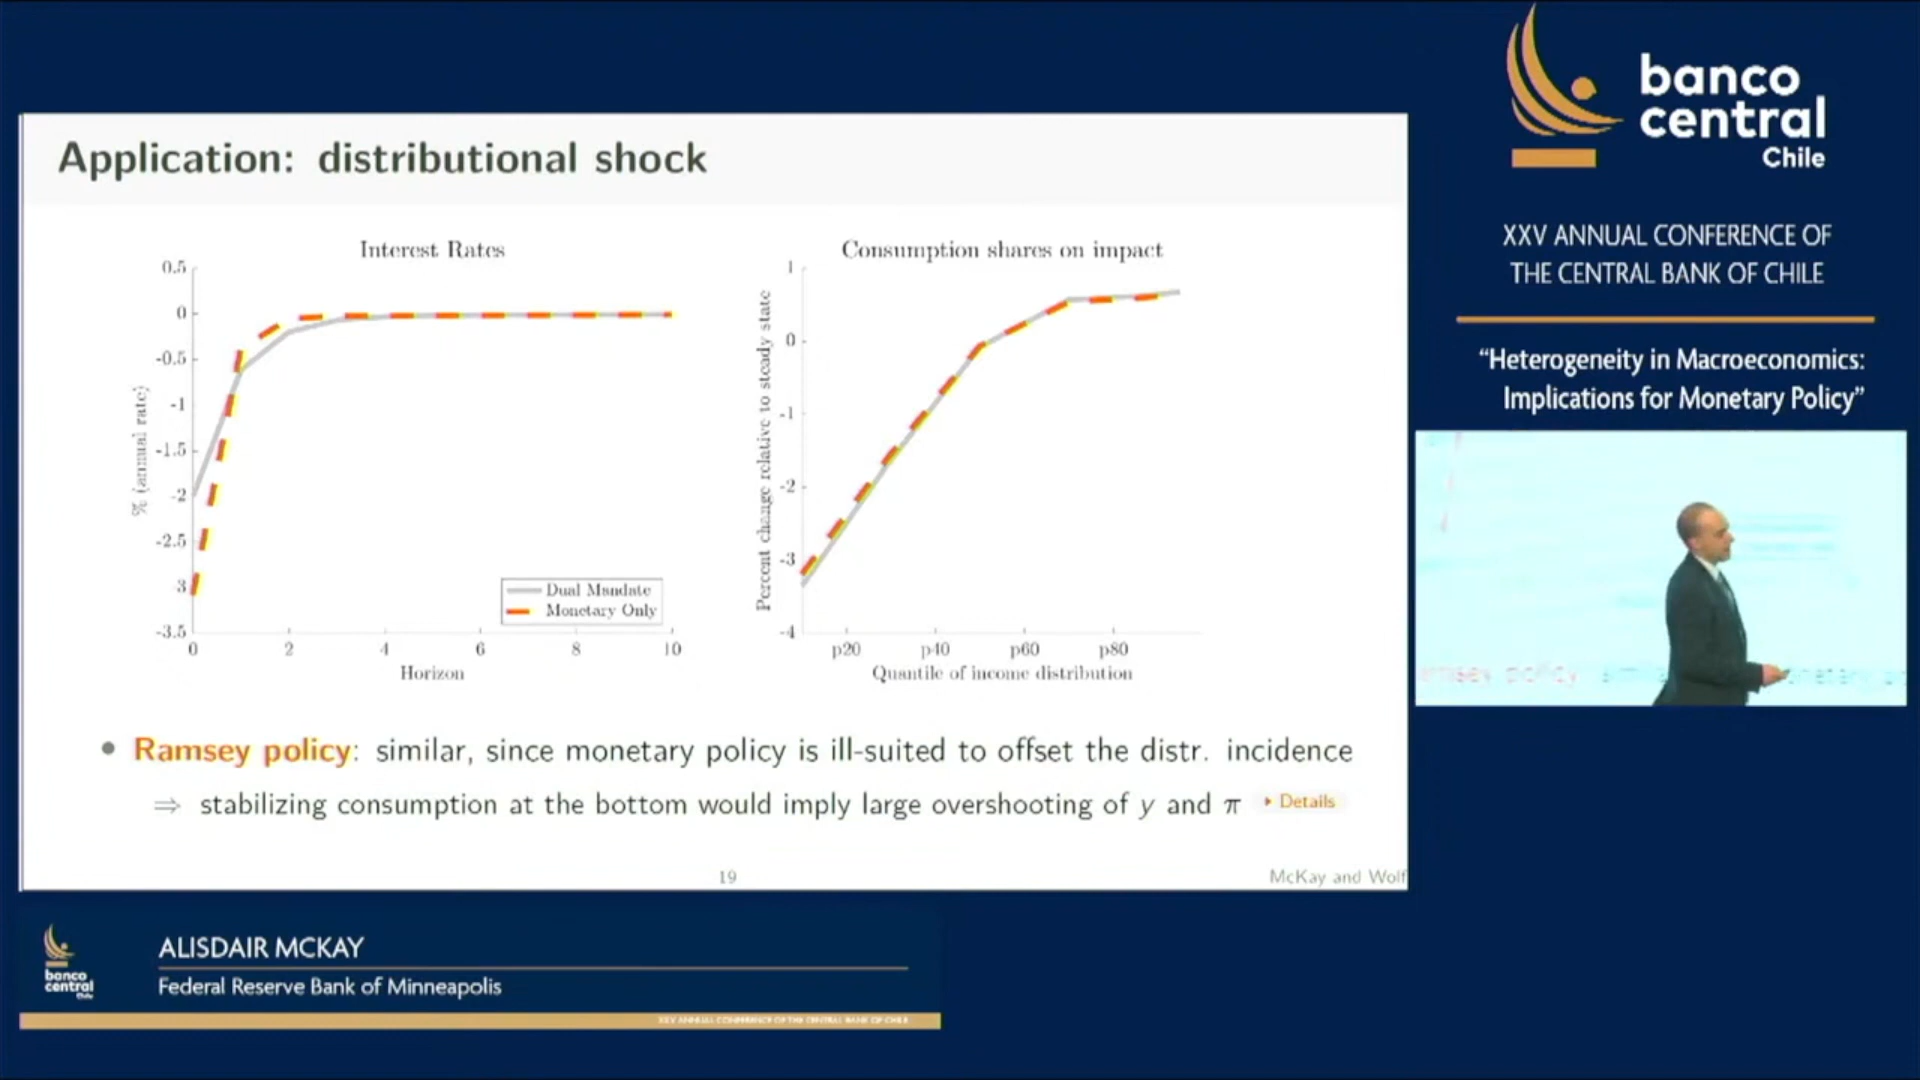 Application: distributional shock
Interest Rates
0.5
0
-0.5
-1
-1.5
-2
-2.5
-3
-3.5
% (annual rate)
0 2 4 6 8 10
Horizon
Dual Mandate
Monetary Only
Consumption shares on impact
1
0
-1
-2
-3
-4
Percent change relative to steady state
p20 p40 p60 p80
Quantile of income distribution
• Ramsey policy: similar, since monetary policy is ill-suited to offset the distr. incidence
⇒ stabilizing consumption at the bottom would imply large overshooting of y and π ▸ Details
19
McKay and Wolf
banco
central
Chile
XXV ANNUAL CONFERENCE OF
THE CENTRAL BANK OF CHILE
“Heterogeneity in Macroeconomics:
Implications for Monetary Policy”
banco
central
Chile
ALISDAIR MCKAY
Federal Reserve Bank of Minneapolis
XXV ANNUAL CONFERENCE OF THE CENTRAL BANK OF CHILE